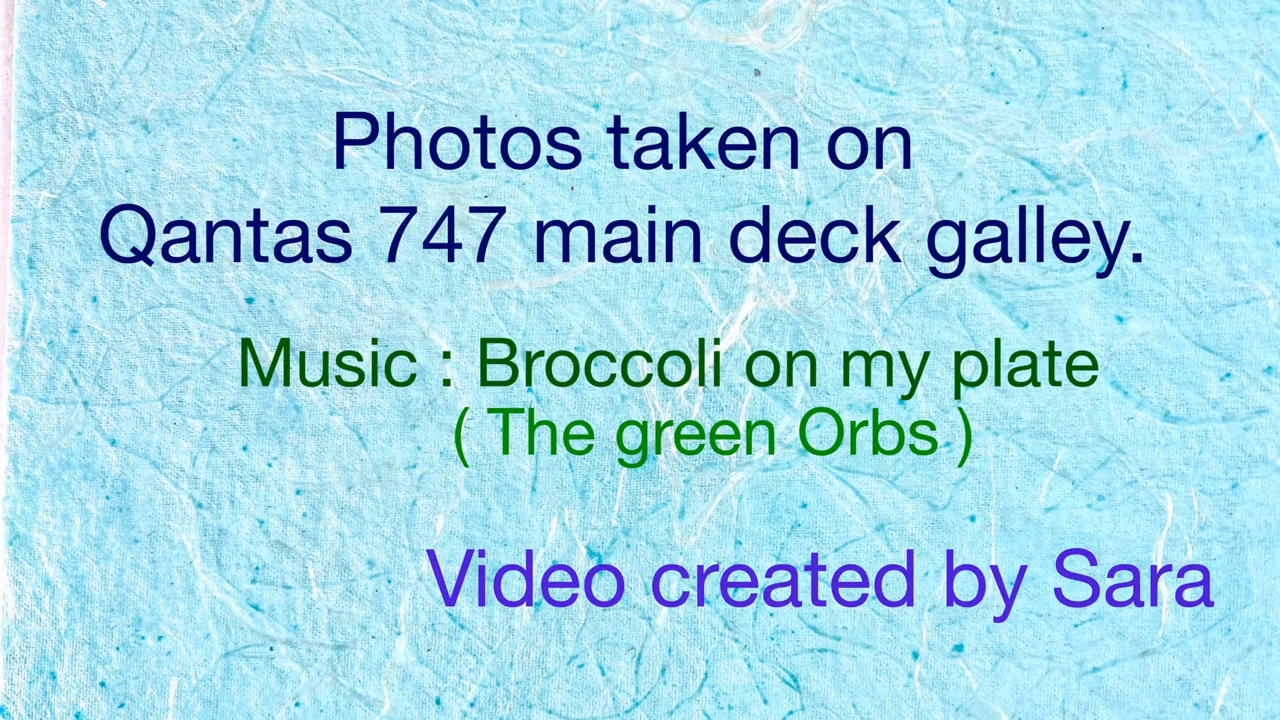 Photos taken on
Qantas 747 main deck galley.
Music : Broccoli on my plate
( The green Orbs )
Video created by Sara